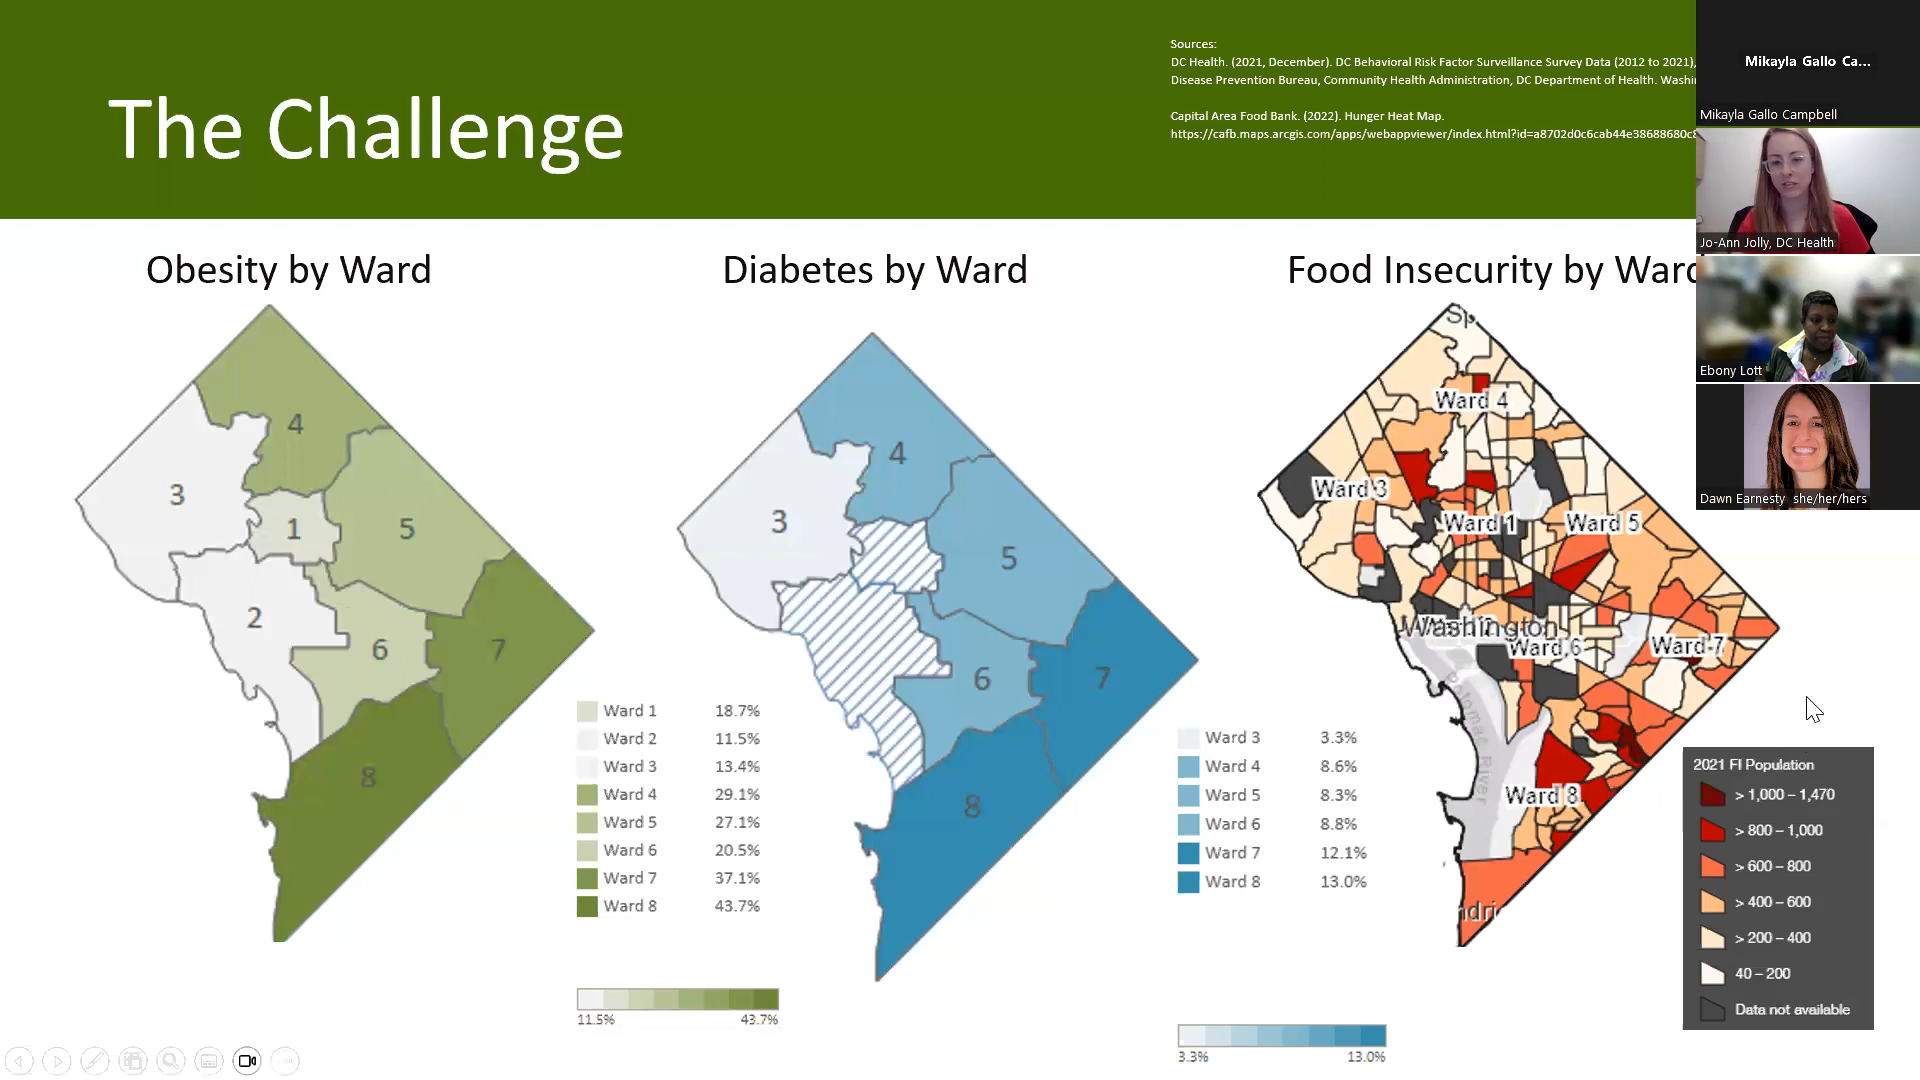 The Challenge
Sources:
DC Health. (2021, December). DC Behavioral Risk Factor Surveillance Survey Data (2012 to 2021),
Disease Prevention Bureau, Community Health Administration, DC Department of Health.
Capital Area Food Bank. (2022). Hunger Heat Map.
https://cafb.maps.arcgis.com/apps/webappviewer/index.html?id=a8702d0c6cab44e38688680c8
Mikayla Gallo Ca...
Mikayla Gallo Campbell
Jo-Ann Jolly, DC Health
Ebony Lott
Dawn Earnesty she/her/hers
Obesity by Ward
4
3
1
5
2
6
7
8
Ward 1 18.7%
Ward 2 11.5%
Ward 3 13.4%
Ward 4 29.1%
Ward 5 27.1%
Ward 6 20.5%
Ward 7 37.1%
Ward 8 43.7%
11.5% 43.7%
Diabetes by Ward
4
3
5
6
7
8
Ward 3 3.3%
Ward 4 8.6%
Ward 5 8.3%
Ward 6 8.8%
Ward 7 12.1%
Ward 8 13.0%
3.3% 13.0%
Food Insecurity by Ward
Sp
Ward 4
Ward 3
Ward 1
Ward 5
Washington
Ward 6
Ward 7
Potomac River
Ward 8
ndri
2021 FI Population
> 1,000 – 1,470
> 800 – 1,000
> 600 – 800
> 400 – 600
> 200 – 400
40 – 200
Data not available